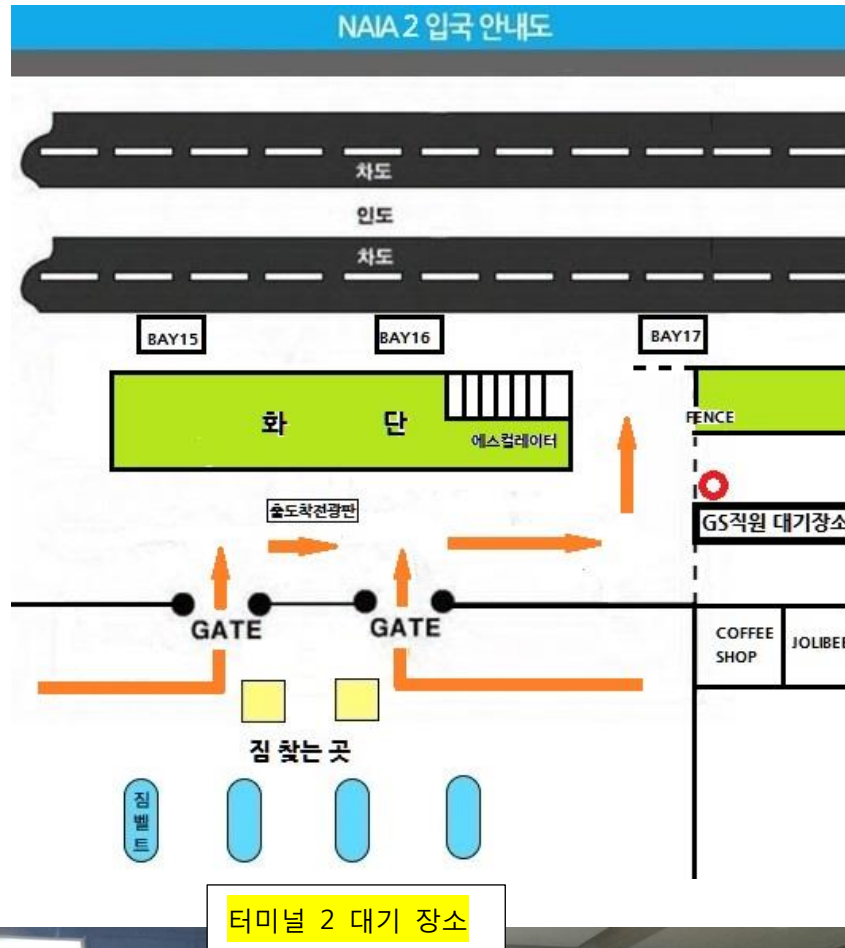 NAIA 2 입국 안내도
차도
인도
차도
BAY15
BAY16
BAY17
화 단
에스컬레이터
FENCE
출도착전광판
GS직원 대기장소
GATE
GATE
COFFEE
SHOP
JOLIBEE
짐 찾는 곳
짐
벨
트
터미널 2 대기 장소